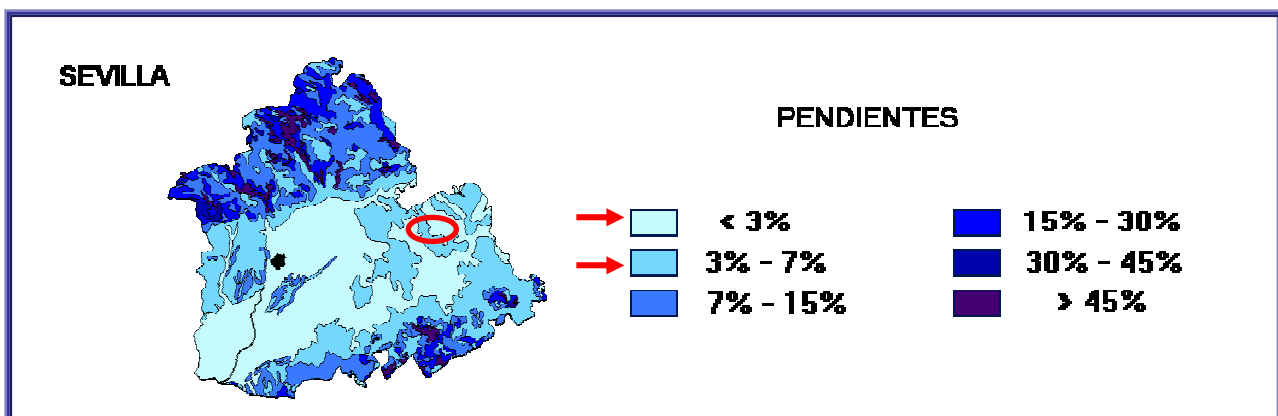 SEVILLA
PENDIENTES
< 3%
3% - 7%
7% - 15%
15% - 30%
30% - 45%
> 45%